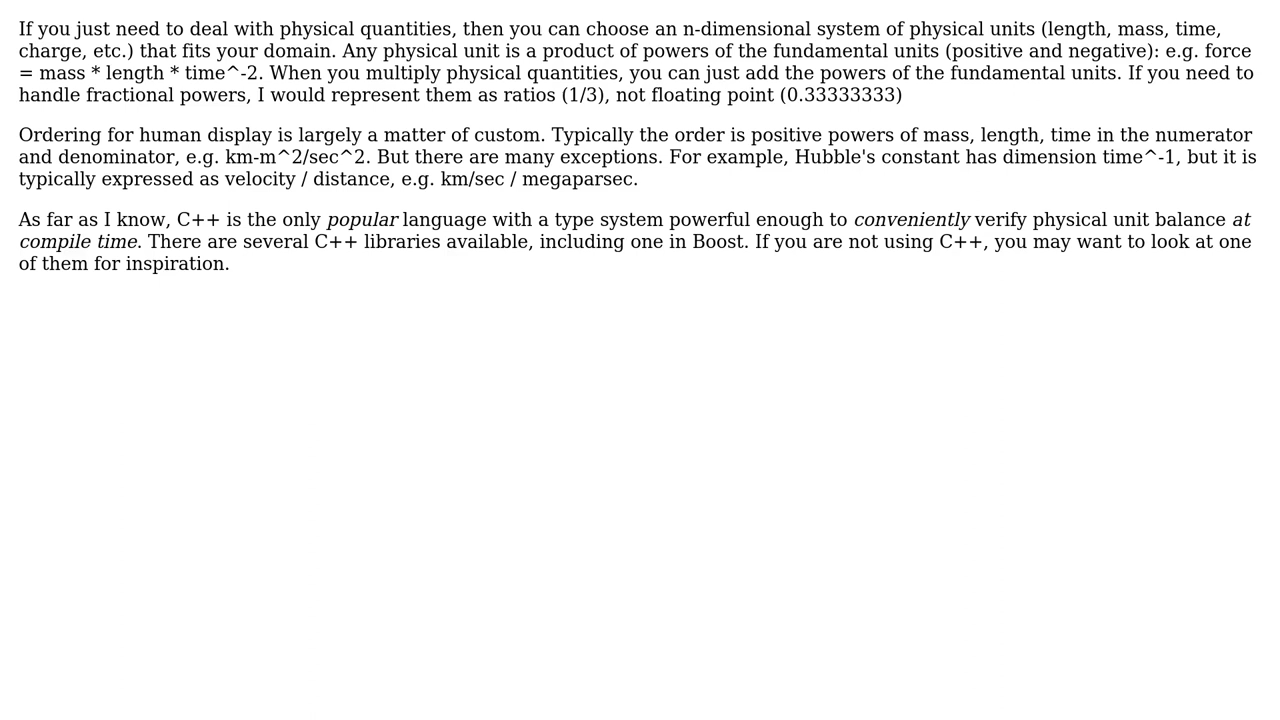 If you just need to deal with physical quantities, then you can choose an n-dimensional system of physical units (length, mass, time,
charge, etc.) that fits your domain. Any physical unit is a product of powers of the fundamental units (positive and negative): e.g. force
= mass * length * time^-2. When you multiply physical quantities, you can just add the powers of the fundamental units. If you need to
handle fractional powers, I would represent them as ratios (1/3), not floating point (0.33333333)
Ordering for human display is largely a matter of custom. Typically the order is positive powers of mass, length, time in the numerator
and denominator, e.g. km-m^2/sec^2. But there are many exceptions. For example, Hubble's constant has dimension time^-1, but it is
typically expressed as velocity / distance, e.g. km/sec / megaparsec.
As far as I know, C++ is the only popular language with a type system powerful enough to conveniently verify physical unit balance at
compile time. There are several C++ libraries available, including one in Boost. If you are not using C++, you may want to look at one
of them for inspiration.